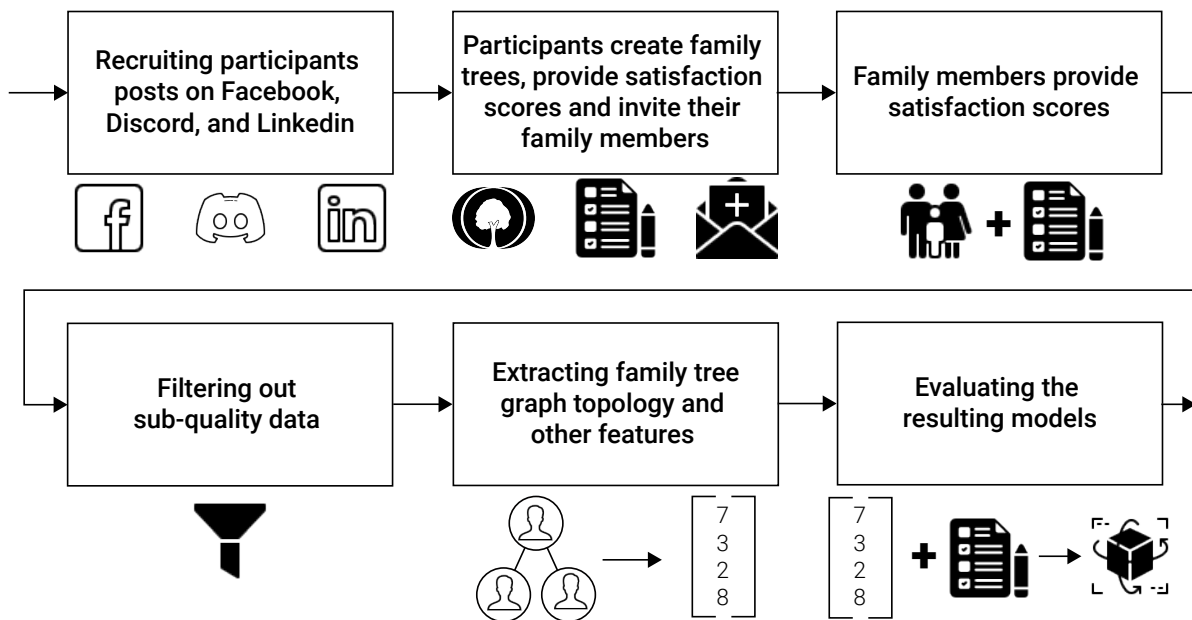 Recruiting participants
posts on Facebook,
Discord, and Linkedin
Participants create family
trees, provide satisfaction
scores and invite their
family members
Family members provide
satisfaction scores
f
in
Filtering out
sub-quality data
Extracting family tree
graph topology and
other features
Evaluating the
resulting models
7
3
2
8
7
3
2
8